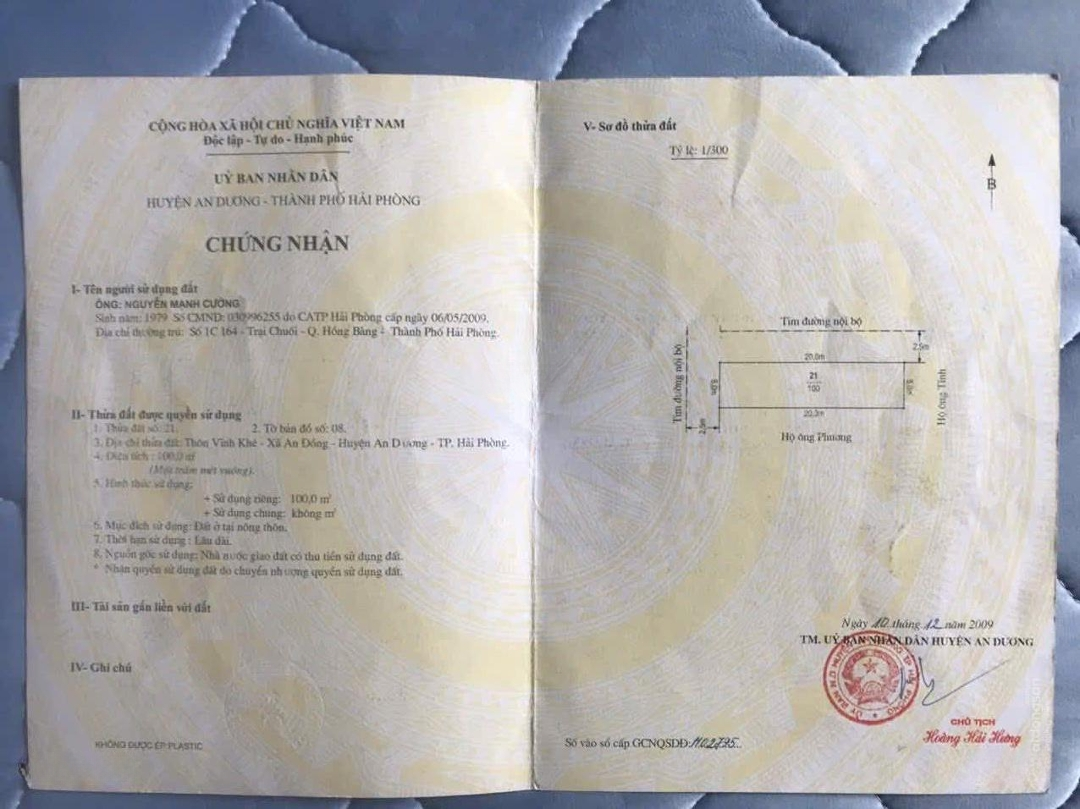 CỘNG HÒA XÃ HỘI CHỦ NGHĨA VIỆT NAM
Độc lập - Tự do - Hạnh phúc
UỶ BAN NHÂN DÂN
HUYỆN AN DƯƠNG - THÀNH PHỐ HẢI PHÒNG
CHỨNG NHẬN
I- Tên người sử dụng đất
ÔNG: NGUYỄN MẠNH CƯỜNG
Sinh năm: 1979 Số CMND: 030996255 do CATP Hải Phòng cấp ngày 06/05/2009.
Địa chỉ thường trú: Số 1C 164 - Trại Chuối - Q. Hồng Bàng - Thành Phố Hải Phòng.
II- Thửa đất được quyền sử dụng
1. Thửa đất số: 21. 2. Tờ bản đồ số: 08.
3. Địa chỉ thửa đất: Thôn Vĩnh Khê - Xã An Đồng - Huyện An Dương - TP. Hải Phòng.
4. Diện tích : 100,0 m²
(Một trăm mét vuông).
5. Hình thức sử dụng:
+ Sử dụng riêng: 100,0 m²
+ Sử dụng chung: không m²
6. Mục đích sử dụng: Đất ở tại nông thôn.
7. Thời hạn sử dụng : Lâu dài.
8. Nguồn gốc sử dụng: Nhà nước giao đất có thu tiền sử dụng đất.
* Nhận quyền sử dụng đất do chuyển nhượng quyền sử dụng đất.
III- Tài sản gắn liền với đất
IV- Ghi chú
KHÔNG ĐƯỢC ÉP PLASTIC
V- Sơ đồ thửa đất
Tỷ lệ: 1/500
B
Tim đường nội bộ
2,5m
20,0m
Tim đường nội bộ
5,0m
21
100
5,0m
Hộ ông Tỉnh
20,0m
2,5m
Hộ ông Phương
Ngày 10 tháng 12 năm 2009
TM. UỶ BAN NHÂN DÂN HUYỆN AN DƯƠNG
CHỦ TỊCH
Hoàng Hải Hưng
Số vào sổ cấp GCNQSDĐ: